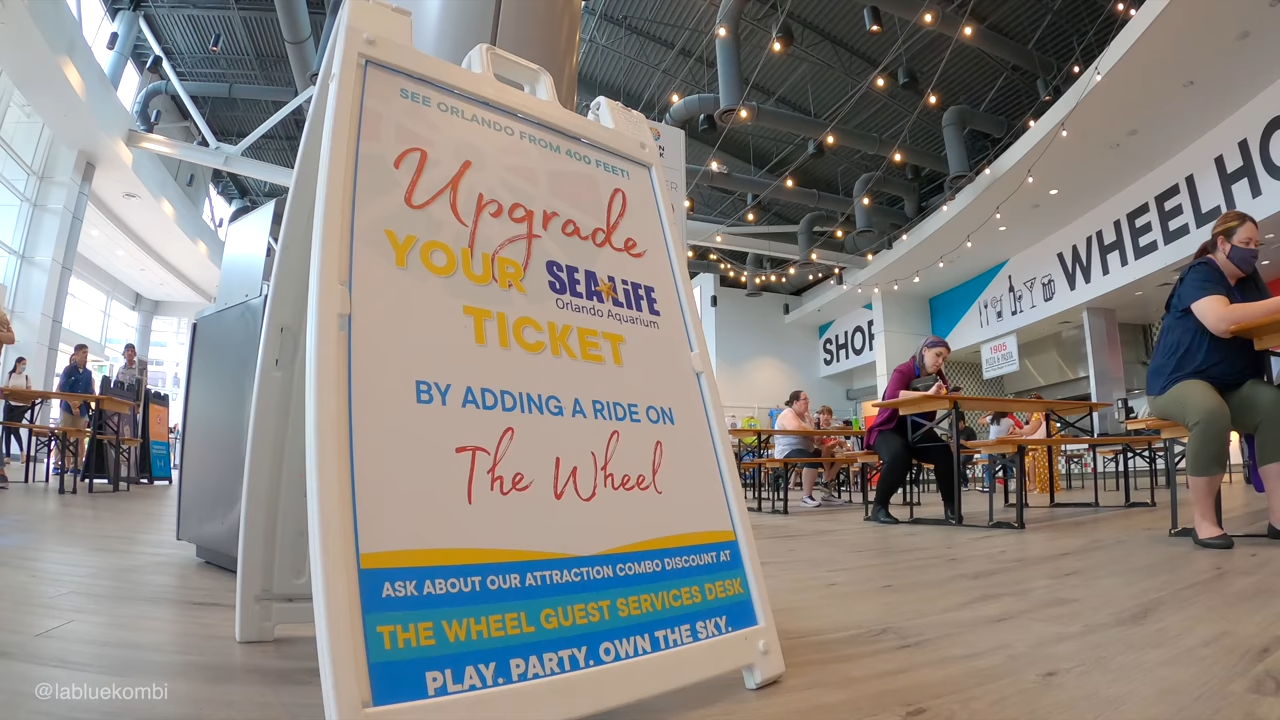 SEE ORLANDO FROM 400 FEET!
Upgrade
YOUR SEA LiFE
Orlando Aquarium
TICKET
BY ADDING A RIDE ON
The Wheel
ASK ABOUT OUR ATTRACTION COMBO DISCOUNT AT
THE WHEEL GUEST SERVICES DESK
PLAY. PARTY. OWN THE SKY.
SHOP
WHEELHO
1905
PIZZA & PASTA
@labluekombi